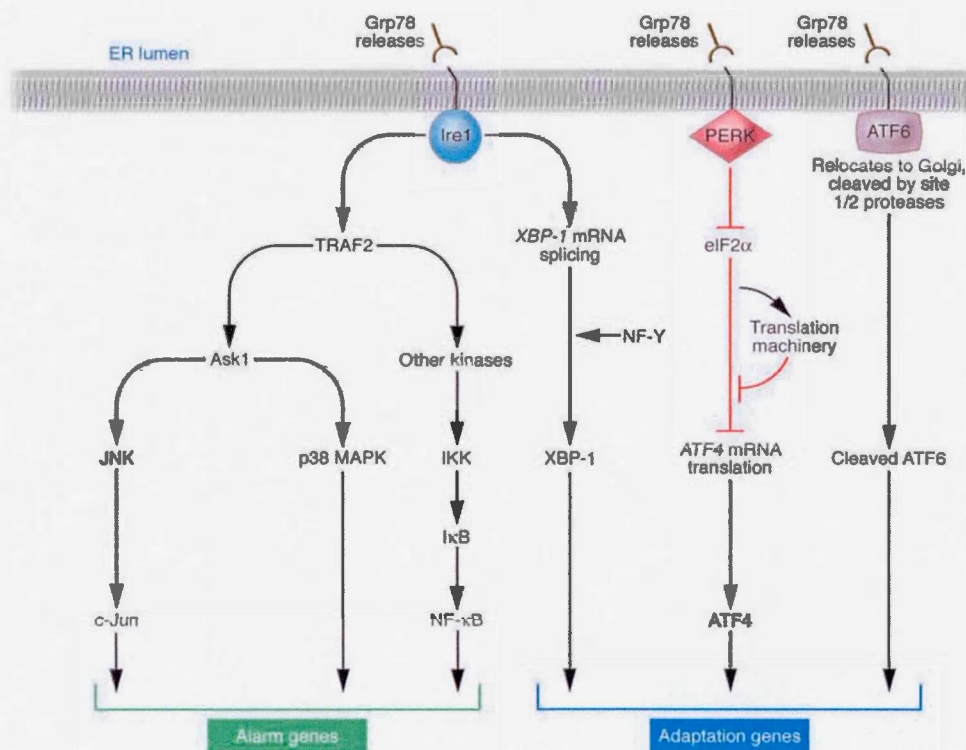 Grp78
releases
Grp78
releases
Grp78
releases
ER lumen
Ire1
PERK
ATF6
Relocates to Golgi,
cleaved by site
1/2 proteases
TRAF2
XBP-1 mRNA
splicing
eIF2α
NF-Y
Translation
machinery
Ask1
Other kinases
JNK
p38 MAPK
IKK
XBP-1
ATF4 mRNA
translation
Cleaved ATF6
IκB
c-Jun
NF-κB
ATF4
Alarm genes
Adaptation genes